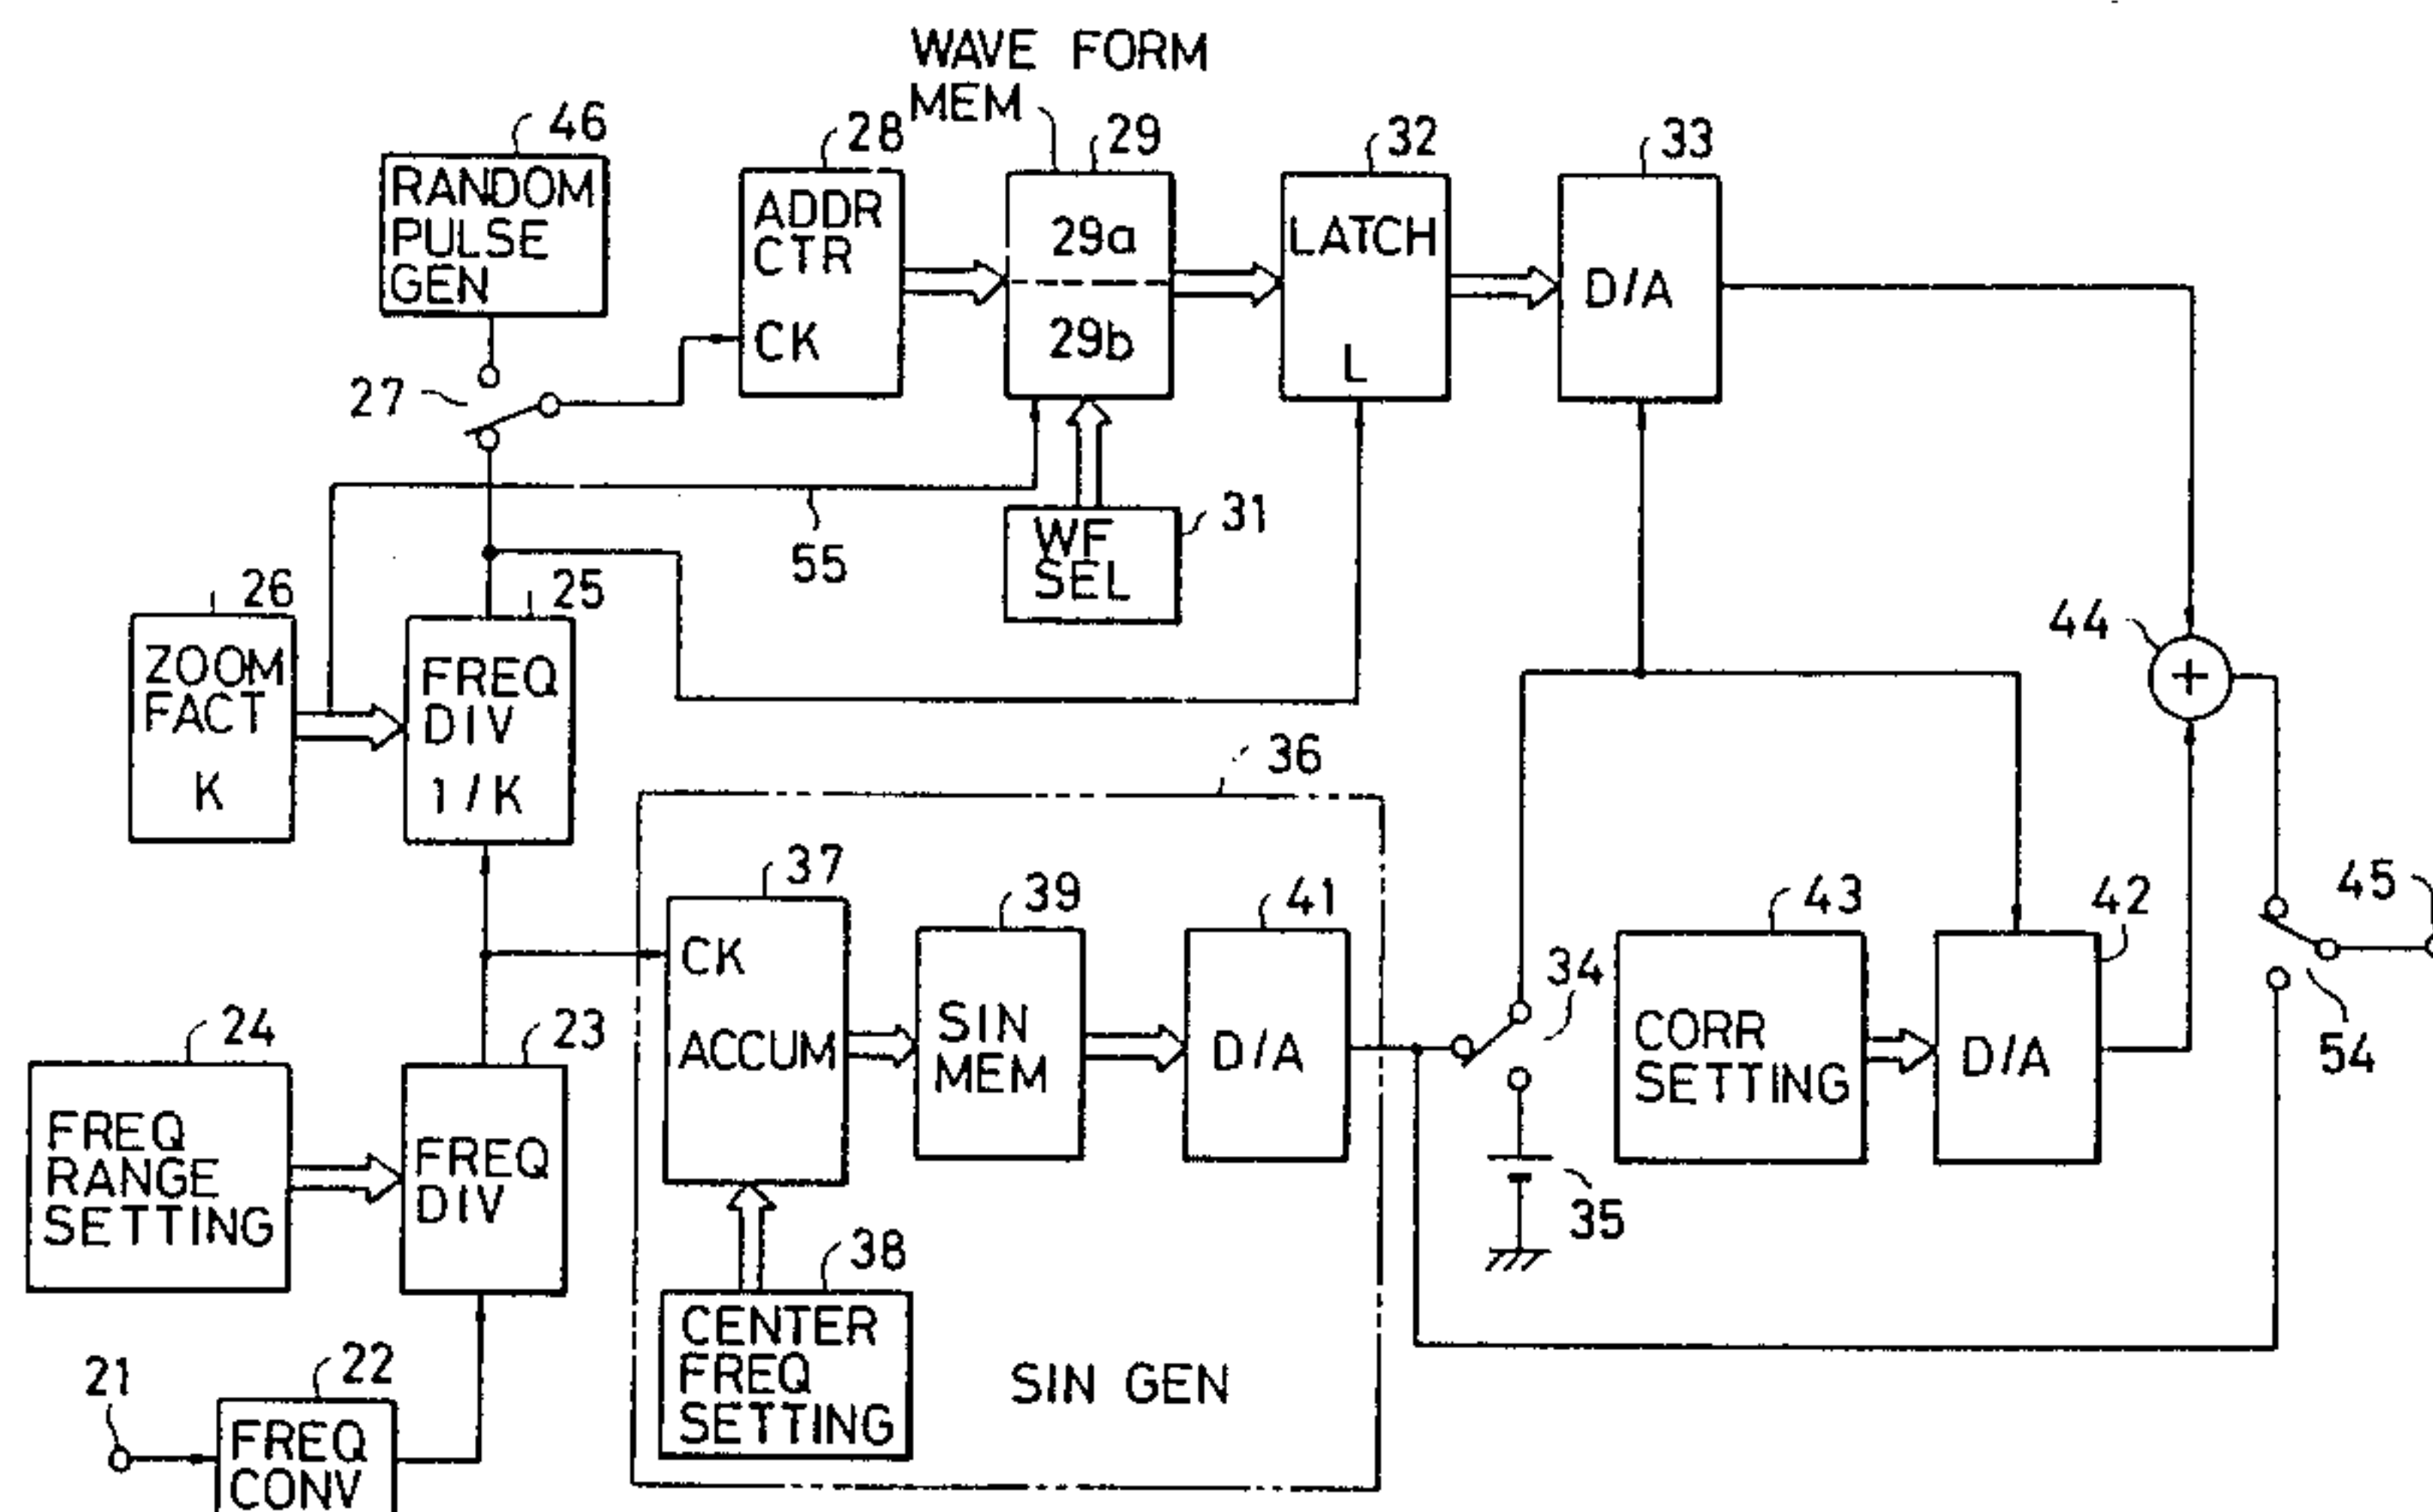 WAVE FORM
MEM
46
28
29
32
33
RANDOM
PULSE
GEN
ADDR
CTR
CK
29a
29b
LATCH
L
D/A
27
31
WF
SEL
55
26
25
ZOOM
FACT
K
FREQ
DIV
1/K
44
+
36
37
39
41
43
42
45
CK
ACCUM
SIN
MEM
D/A
34
CORR
SETTING
D/A
54
24
23
FREQ
RANGE
SETTING
FREQ
DIV
35
38
CENTER
FREQ
SETTING
SIN GEN
21
22
FREQ
CONV